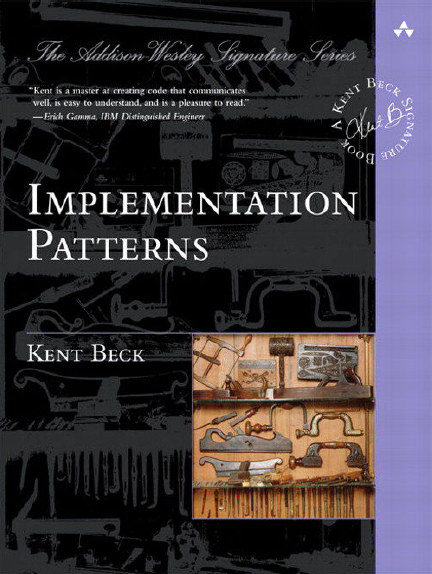 The Addison-Wesley Signature Series
"Kent is a master at creating code that communicates
well, is easy to understand, and is a pleasure to read."
—Erich Gamma, IBM Distinguished Engineer
A KENT BECK SIGNATURE BOOK
Kent B
IMPLEMENTATION
PATTERNS
KENT BECK